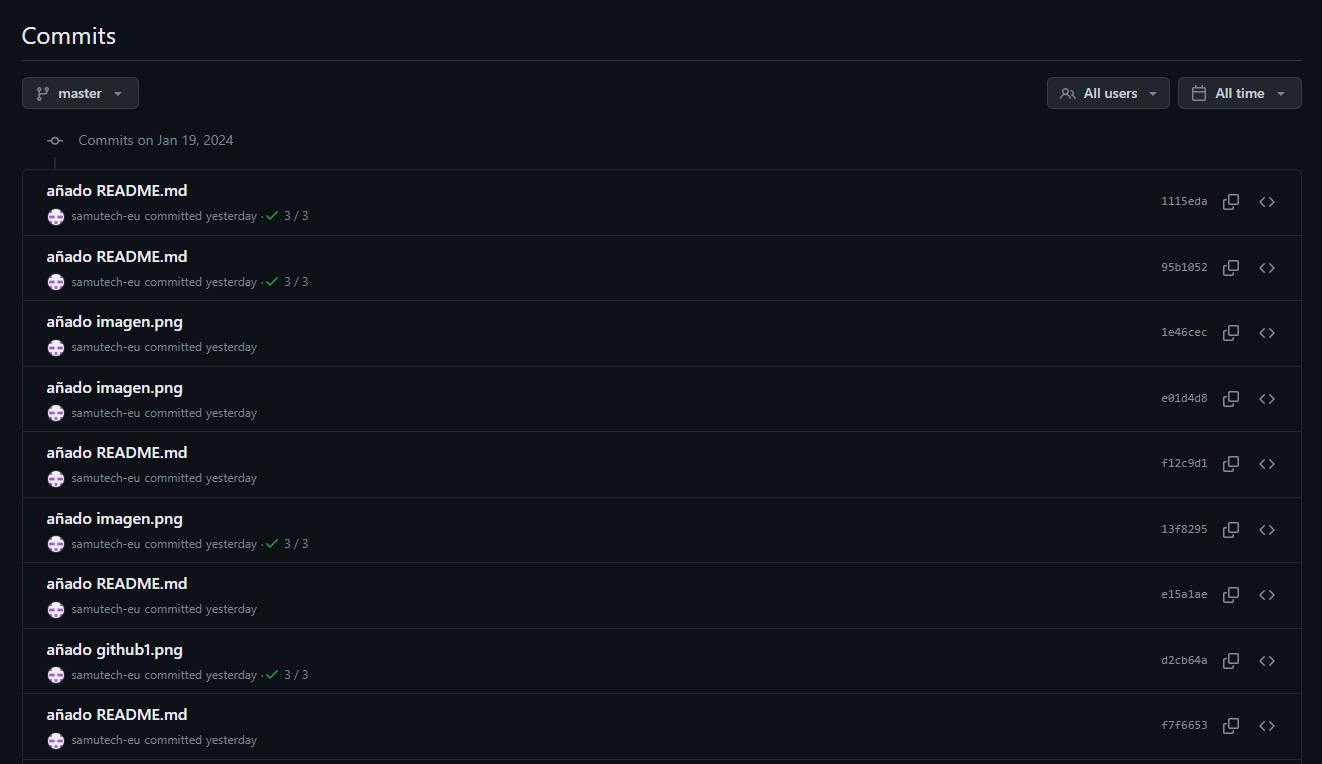 Commits
master
All users
All time
Commits on Jan 19, 2024
añado README.md
1115eda
samutech-eu committed yesterday · 3 / 3
añado README.md
95b1052
samutech-eu committed yesterday · 3 / 3
añado imagen.png
1e46cec
samutech-eu committed yesterday
añado imagen.png
e01d4d8
samutech-eu committed yesterday
añado README.md
f12c9d1
samutech-eu committed yesterday
añado imagen.png
13f8295
samutech-eu committed yesterday · 3 / 3
añado README.md
e15a1ae
samutech-eu committed yesterday
añado github1.png
d2cb64a
samutech-eu committed yesterday · 3 / 3
añado README.md
f7f6653
samutech-eu committed yesterday